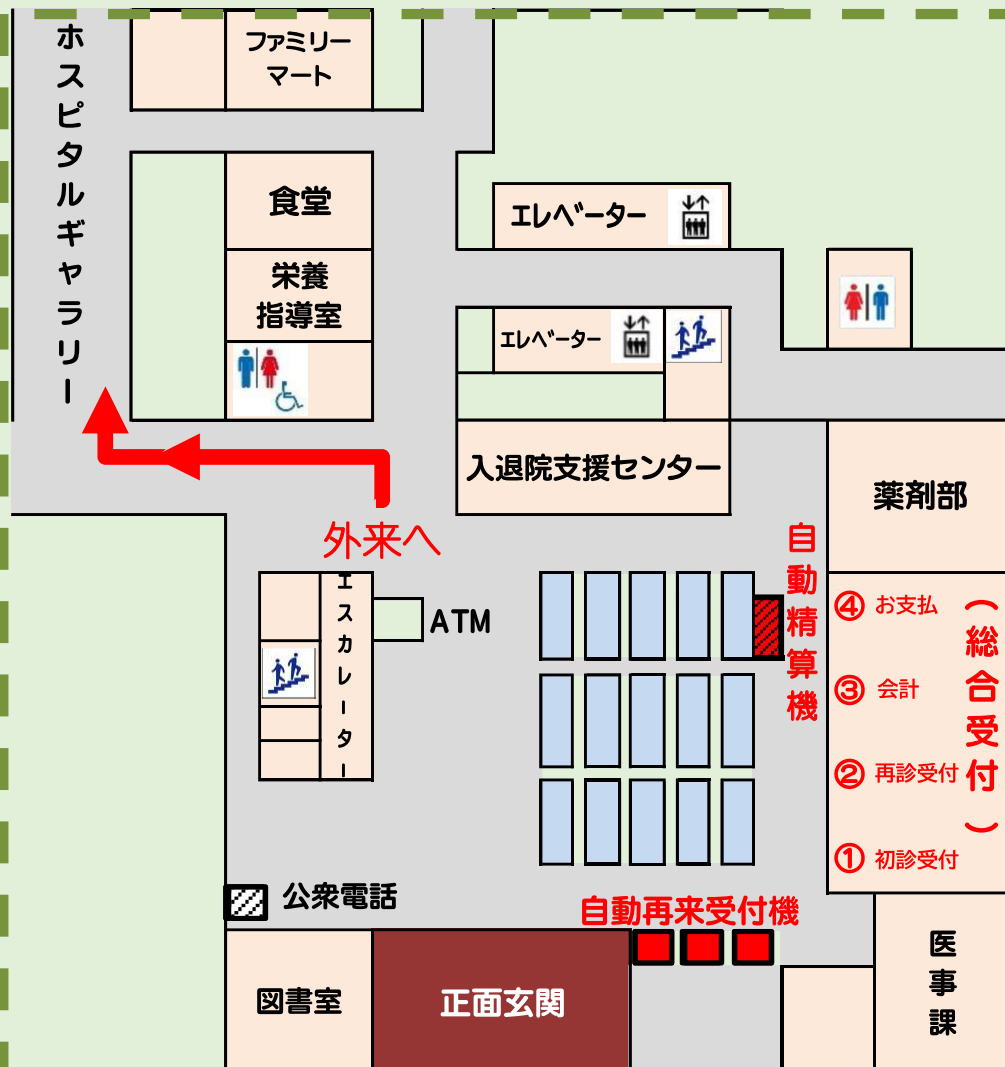 ホスピタルギャラリー
ファミリー
マート
食堂
栄養
指導室
エレベーター
エレベーター
入退院支援センター
薬剤部
外来へ
エスカレーター
ATM
自動精算機
④ お支払
③ 会計
② 再診受付
① 初診受付
(総合受付)
公衆電話
自動再来受付機
図書室
正面玄関
医事課